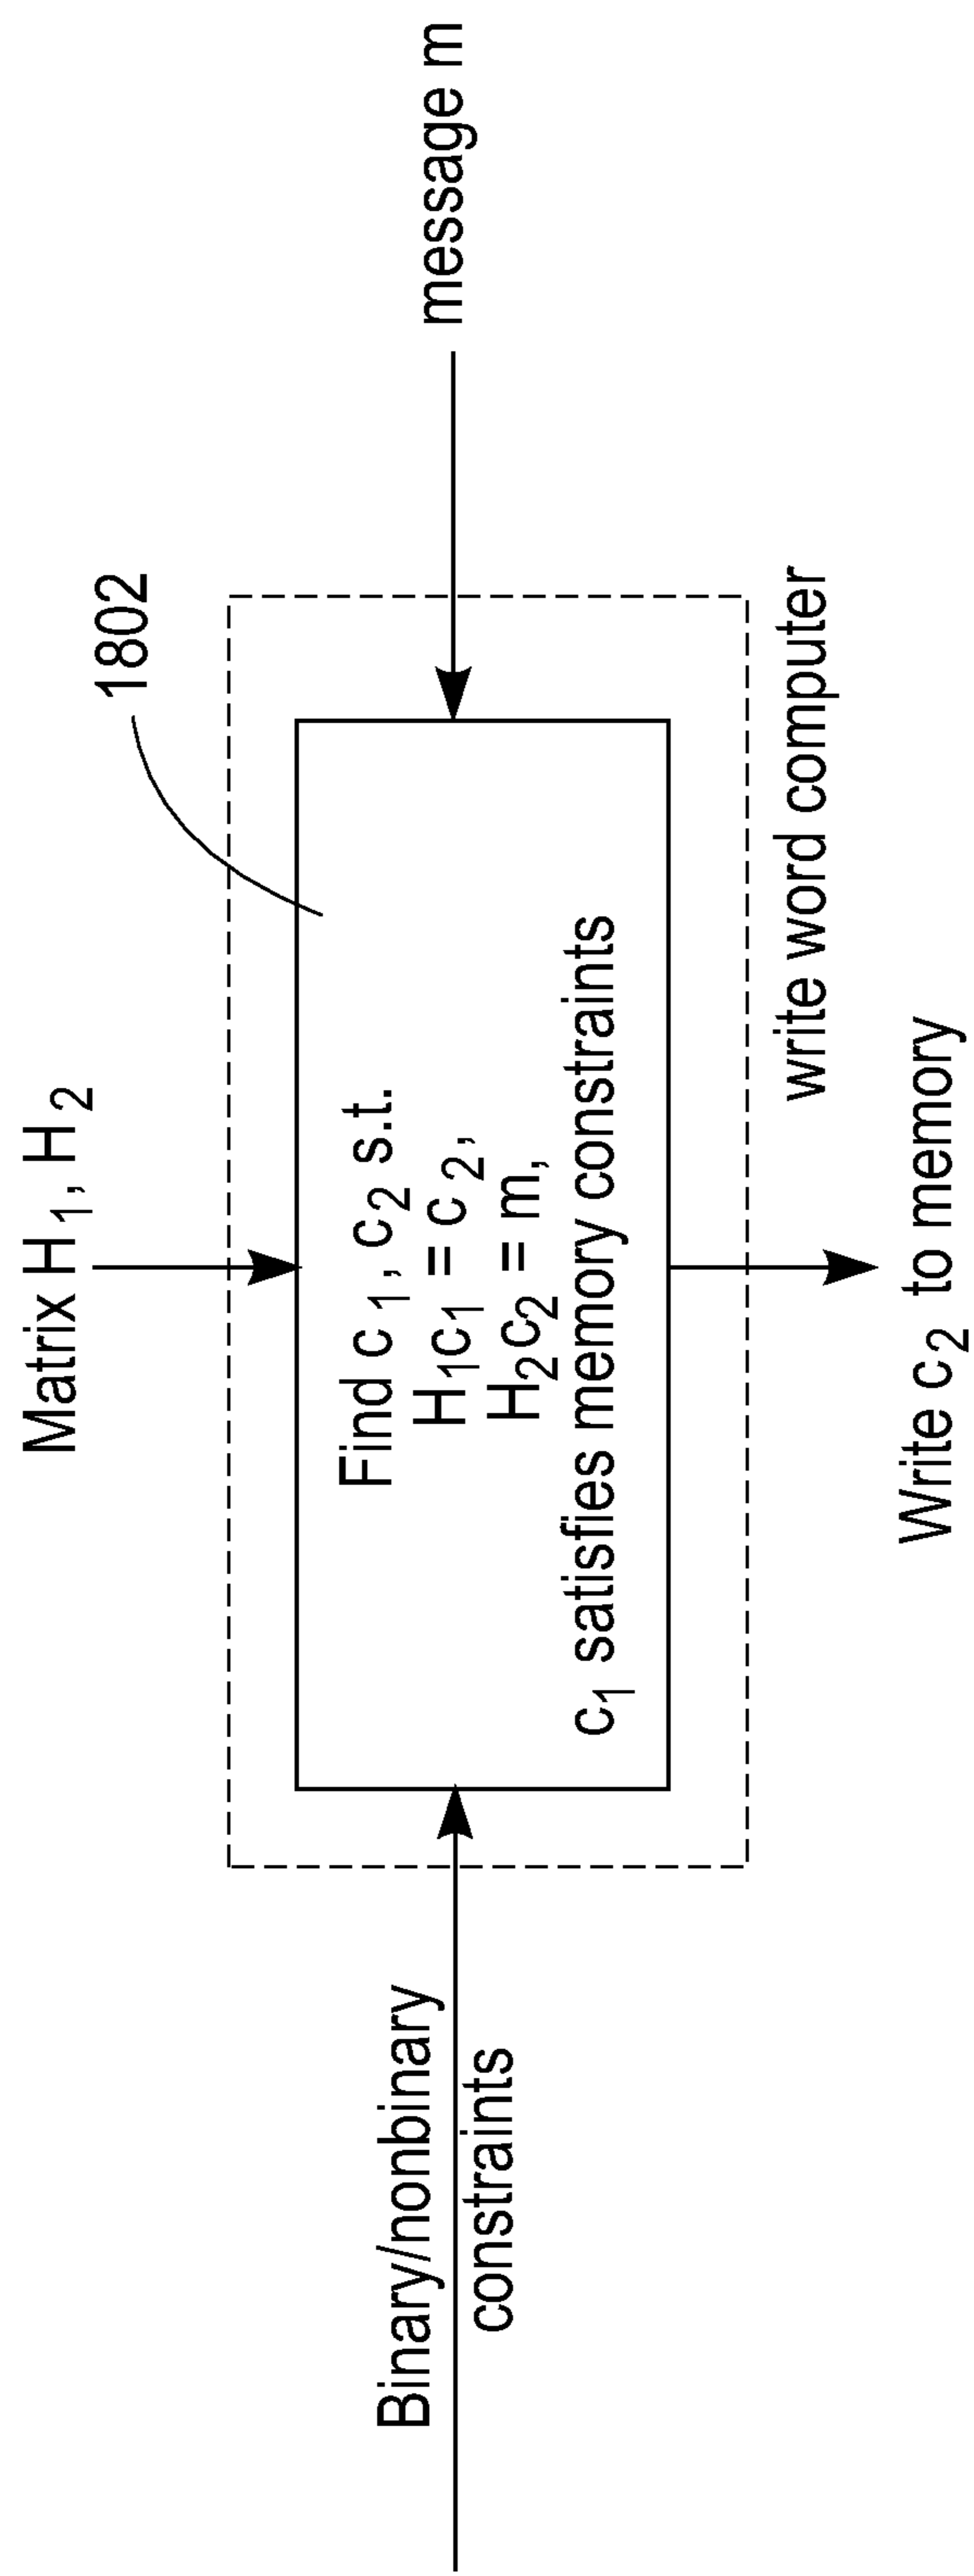 Matrix H₁, H₂
1802
Binary/nonbinary
constraints
Find c₁, c₂ s.t.
H₁c₁ = c₂,
H₂c₂ = m,
c₁ satisfies memory constraints
message m
write word computer
Write c₂ to memory